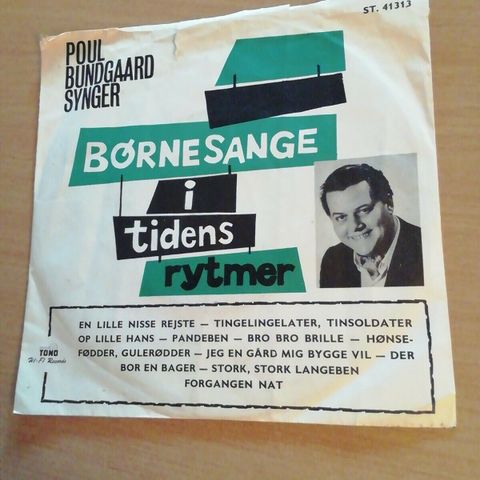 ST. 41313
POUL
BUNDGAARD
SYNGER
BØRNESANGE
i
tidens
rytmer
EN LILLE NISSE REJSTE — TINGELINGELATER, TINSOLDATER
OP LILLE HANS — PANDEBEN — BRO BRO BRILLE — HØNSE-
FØDDER, GULERØDDER — JEG EN GÅRD MIG BYGGE VIL — DER
BOR EN BAGER — STORK, STORK LANGEBEN
FORGANGEN NAT
TONO
Hi-Fi Records